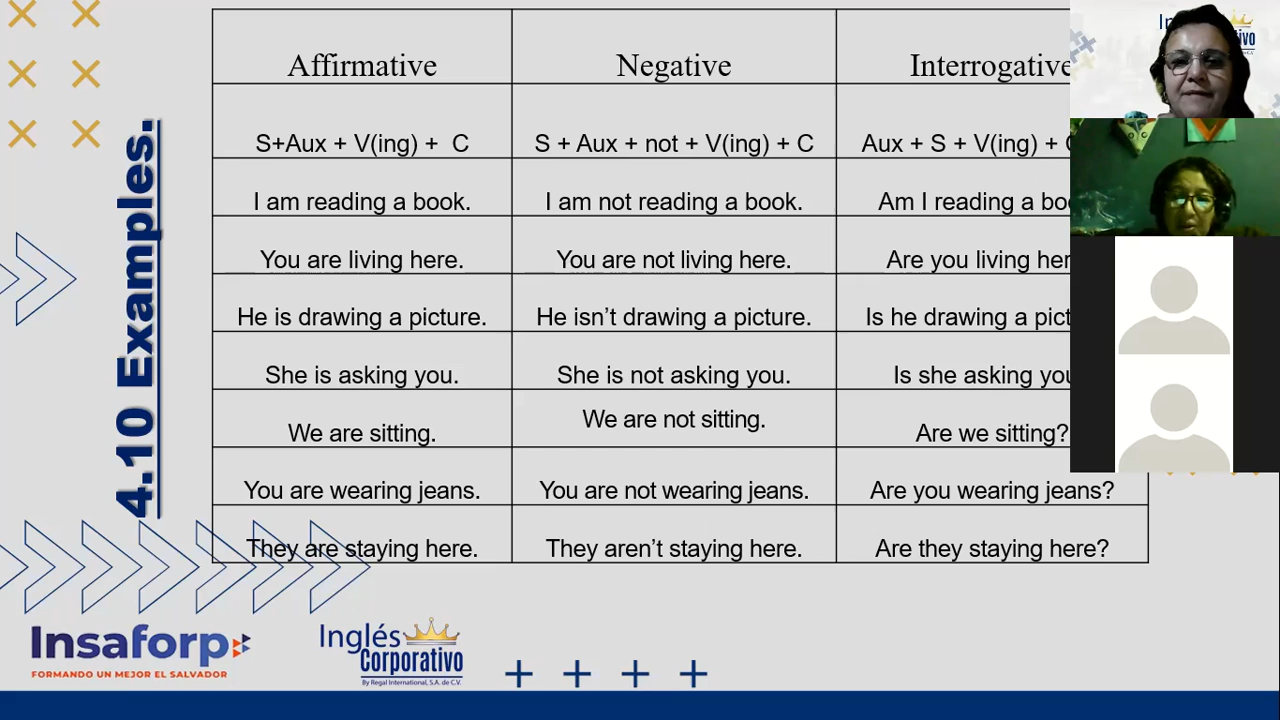 Affirmative Negative Interrogative
S+Aux + V(ing) + C S + Aux + not + V(ing) + C Aux + S + V(ing) +
I am reading a book. I am not reading a book. Am I reading a
You are living here. You are not living here. Are you living
He is drawing a picture. He isn’t drawing a picture. Is he drawing a
She is asking you. She is not asking you. Is she asking
We are sitting. We are not sitting. Are we sitting?
You are wearing jeans. You are not wearing jeans. Are you wearing jeans?
They are staying here. They aren’t staying here. Are they staying here?
4.10 Examples.
Insaforp
FORMANDO UN MEJOR EL SALVADOR
Inglés
Corporativo
By Regal International, S.A. de C.V.